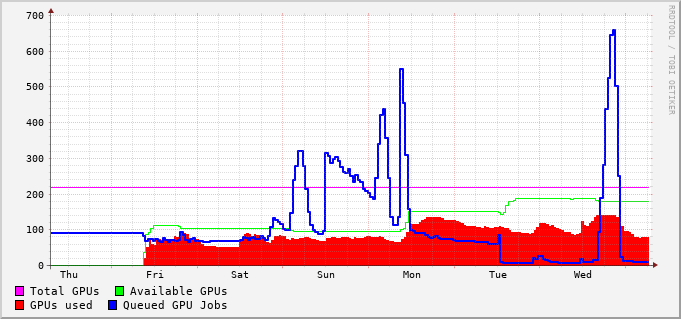 700
600
500
400
300
200
100
0
Thu Fri Sat Sun Mon Tue Wed
Total GPUs Available GPUs
GPUs used Queued GPU Jobs
RRDTOOL / TOBI OETIKER